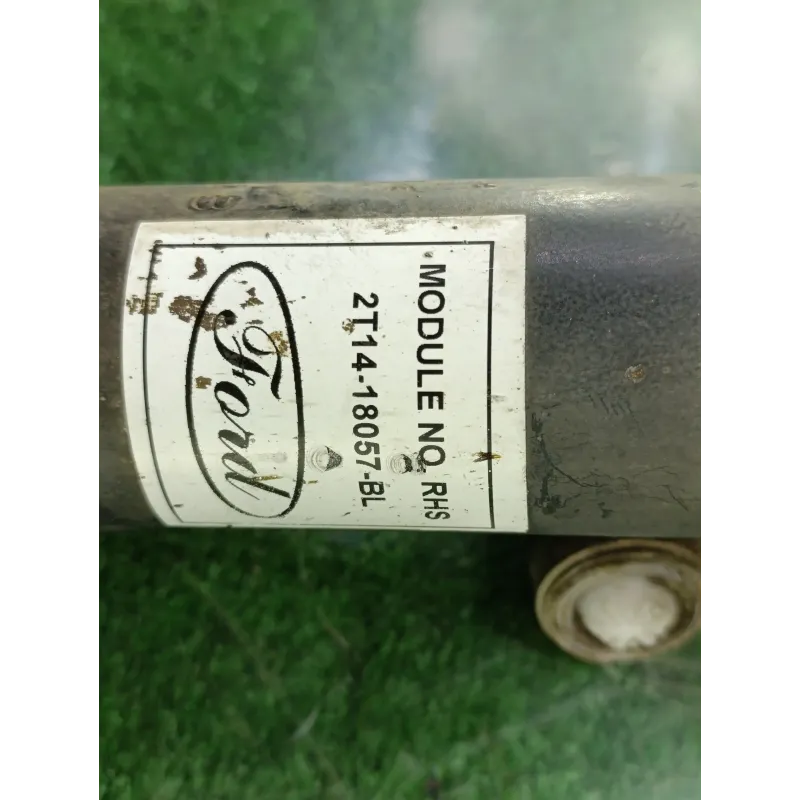 MODULE NO. RHS
2T14-18057-BL
Ford